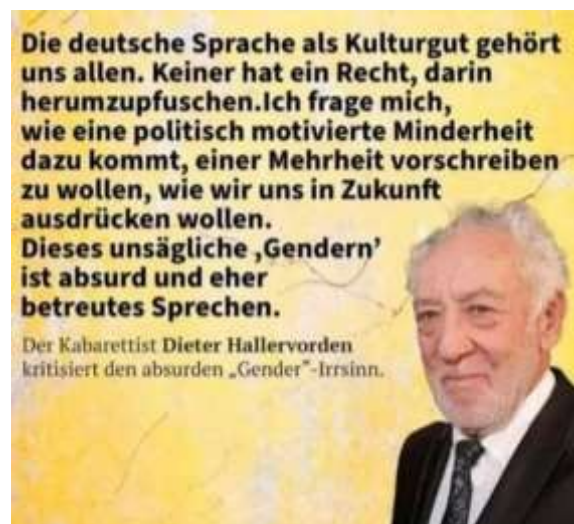 Die deutsche Sprache als Kulturgut gehört
uns allen. Keiner hat ein Recht, darin
herumzupfuschen.Ich frage mich,
wie eine politisch motivierte Minderheit
dazu kommt, einer Mehrheit vorschreiben
zu wollen, wie wir uns in Zukunft
ausdrücken wollen.
Dieses unsägliche ‚Gendern’
ist absurd und eher
betreutes Sprechen.
Der Kabarettist Dieter Hallervorden
kritisiert den absurden „Gender“-Irrsinn.